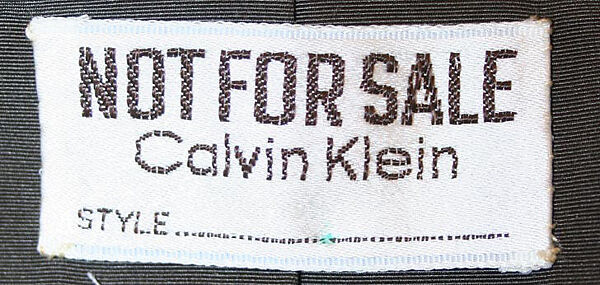 NOT FOR SALE
Calvin Klein
STYLE